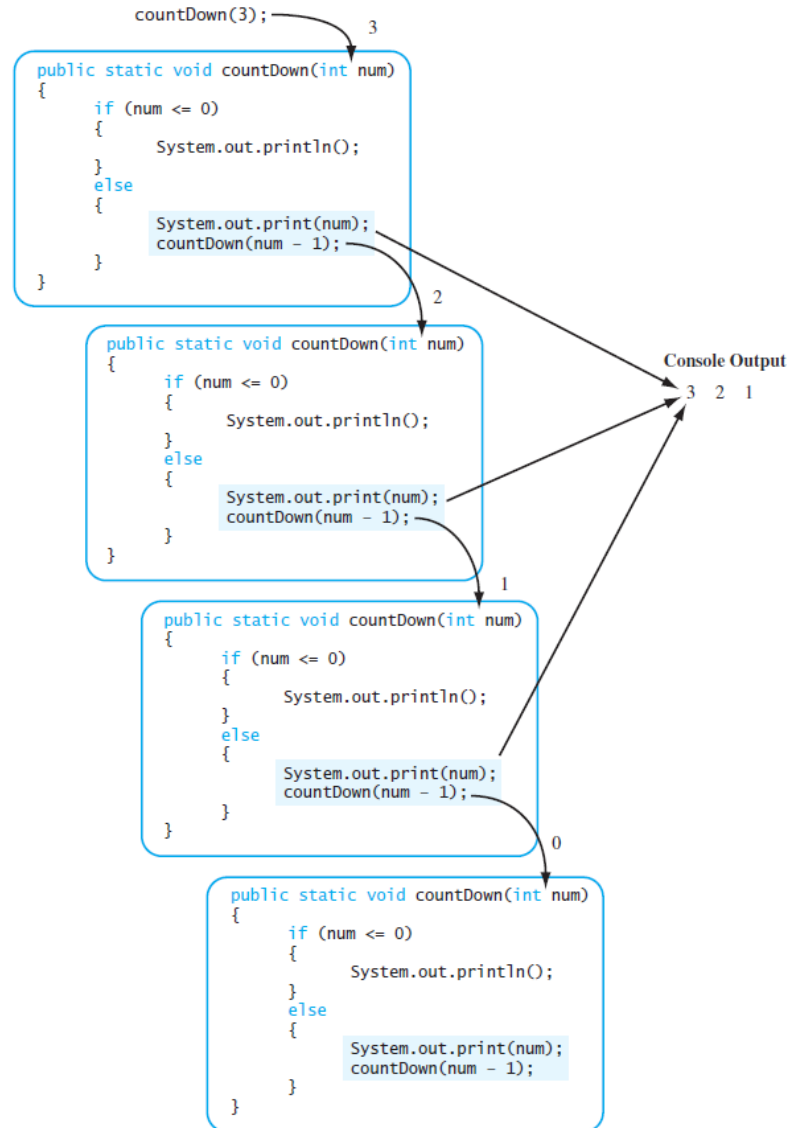 countDown(3);
3
public static void countDown(int num)
{
if (num <= 0)
{
System.out.println();
}
else
{
System.out.print(num);
countDown(num – 1);
}
}
2
public static void countDown(int num)
{
if (num <= 0)
{
System.out.println();
}
else
{
System.out.print(num);
countDown(num – 1);
}
}
Console Output
3 2 1
1
public static void countDown(int num)
{
if (num <= 0)
{
System.out.println();
}
else
{
System.out.print(num);
countDown(num – 1);
}
}
0
public static void countDown(int num)
{
if (num <= 0)
{
System.out.println();
}
else
{
System.out.print(num);
countDown(num – 1);
}
}